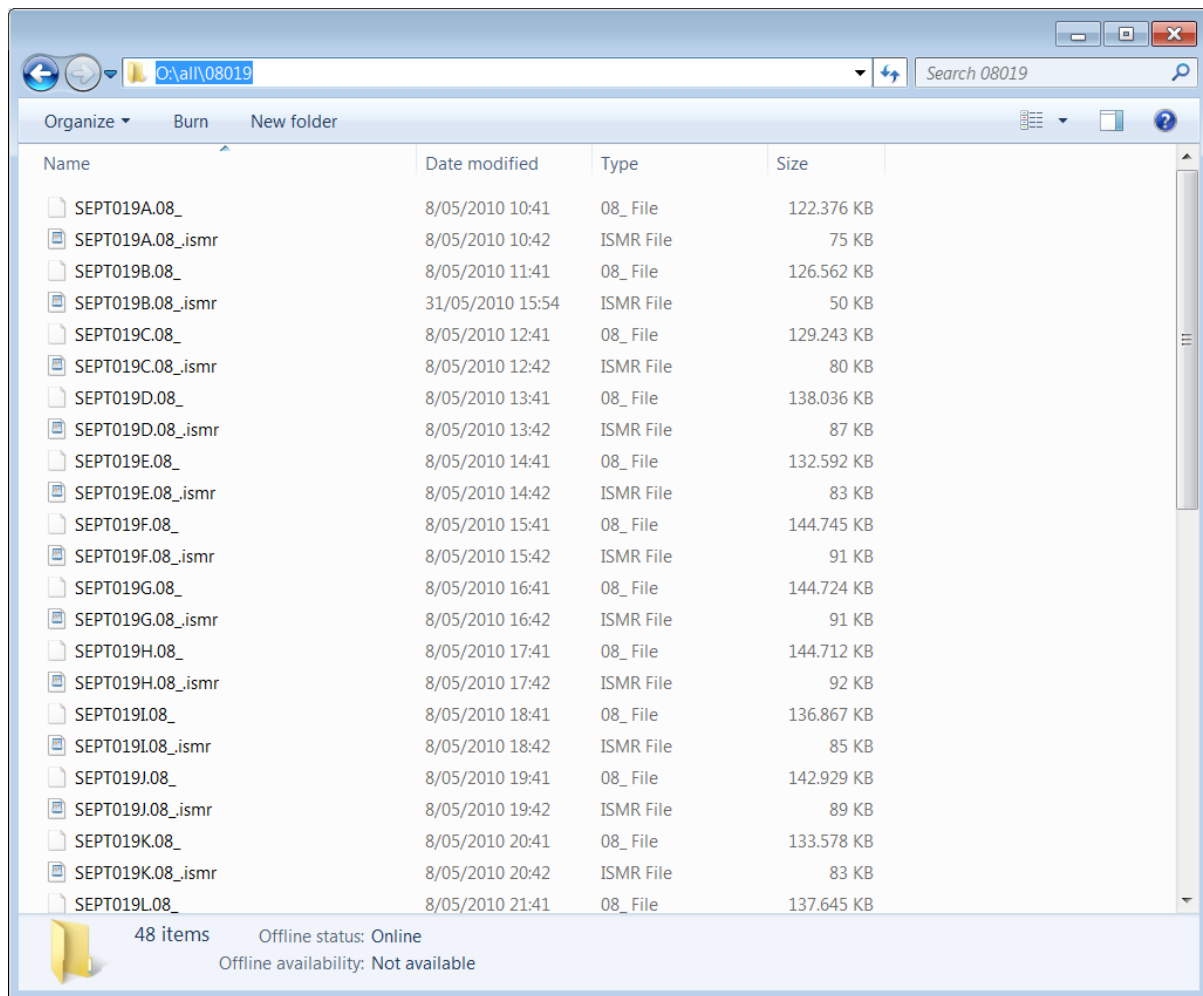 O:\all\08019
Search 08019
Organize Burn New folder
Name Date modified Type Size
SEPT019A.08_ 8/05/2010 10:41 08_ File 122.376 KB
SEPT019A.08_.ismr 8/05/2010 10:42 ISMR File 75 KB
SEPT019B.08_ 8/05/2010 11:41 08_ File 126.562 KB
SEPT019B.08_.ismr 31/05/2010 15:54 ISMR File 50 KB
SEPT019C.08_ 8/05/2010 12:41 08_ File 129.243 KB
SEPT019C.08_.ismr 8/05/2010 12:42 ISMR File 80 KB
SEPT019D.08_ 8/05/2010 13:41 08_ File 138.036 KB
SEPT019D.08_.ismr 8/05/2010 13:42 ISMR File 87 KB
SEPT019E.08_ 8/05/2010 14:41 08_ File 132.592 KB
SEPT019E.08_.ismr 8/05/2010 14:42 ISMR File 83 KB
SEPT019F.08_ 8/05/2010 15:41 08_ File 144.745 KB
SEPT019F.08_.ismr 8/05/2010 15:42 ISMR File 91 KB
SEPT019G.08_ 8/05/2010 16:41 08_ File 144.724 KB
SEPT019G.08_.ismr 8/05/2010 16:42 ISMR File 91 KB
SEPT019H.08_ 8/05/2010 17:41 08_ File 144.712 KB
SEPT019H.08_.ismr 8/05/2010 17:42 ISMR File 92 KB
SEPT019I.08_ 8/05/2010 18:41 08_ File 136.867 KB
SEPT019I.08_.ismr 8/05/2010 18:42 ISMR File 85 KB
SEPT019J.08_ 8/05/2010 19:41 08_ File 142.929 KB
SEPT019J.08_.ismr 8/05/2010 19:42 ISMR File 89 KB
SEPT019K.08_ 8/05/2010 20:41 08_ File 133.578 KB
SEPT019K.08_.ismr 8/05/2010 20:42 ISMR File 83 KB
SEPT019L.08_ 8/05/2010 21:41 08_ File 137.645 KB
48 items Offline status: Online
Offline availability: Not available